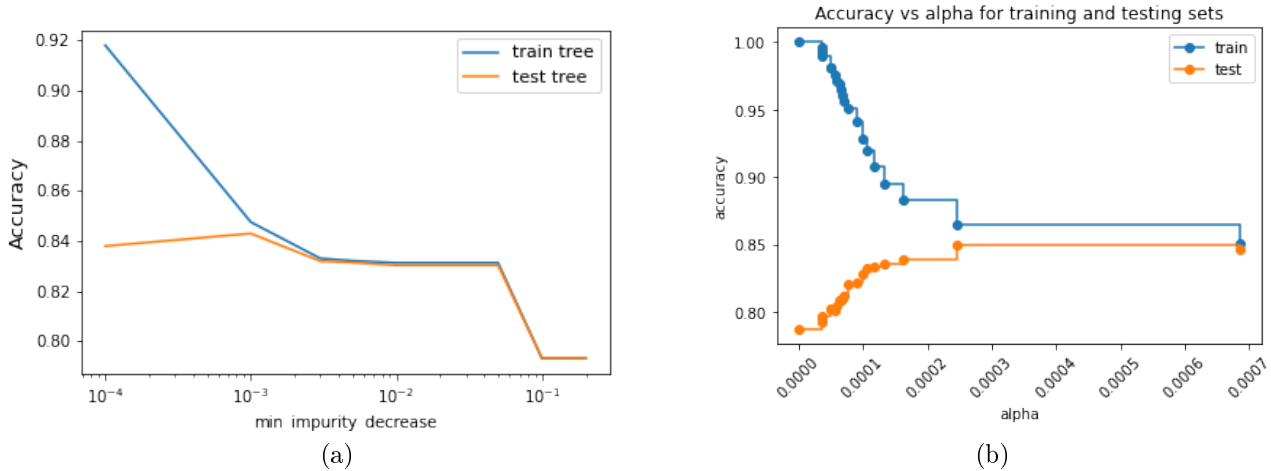 0.92
0.90
0.88
0.86
0.84
0.82
0.80
Accuracy
train tree
test tree
10⁻⁴
10⁻³
10⁻²
10⁻¹
min impurity decrease
(a)
Accuracy vs alpha for training and testing sets
1.00
0.95
0.90
0.85
0.80
accuracy
train
test
0.0000
0.0001
0.0002
0.0003
0.0004
0.0005
0.0006
0.0007
alpha
(b)